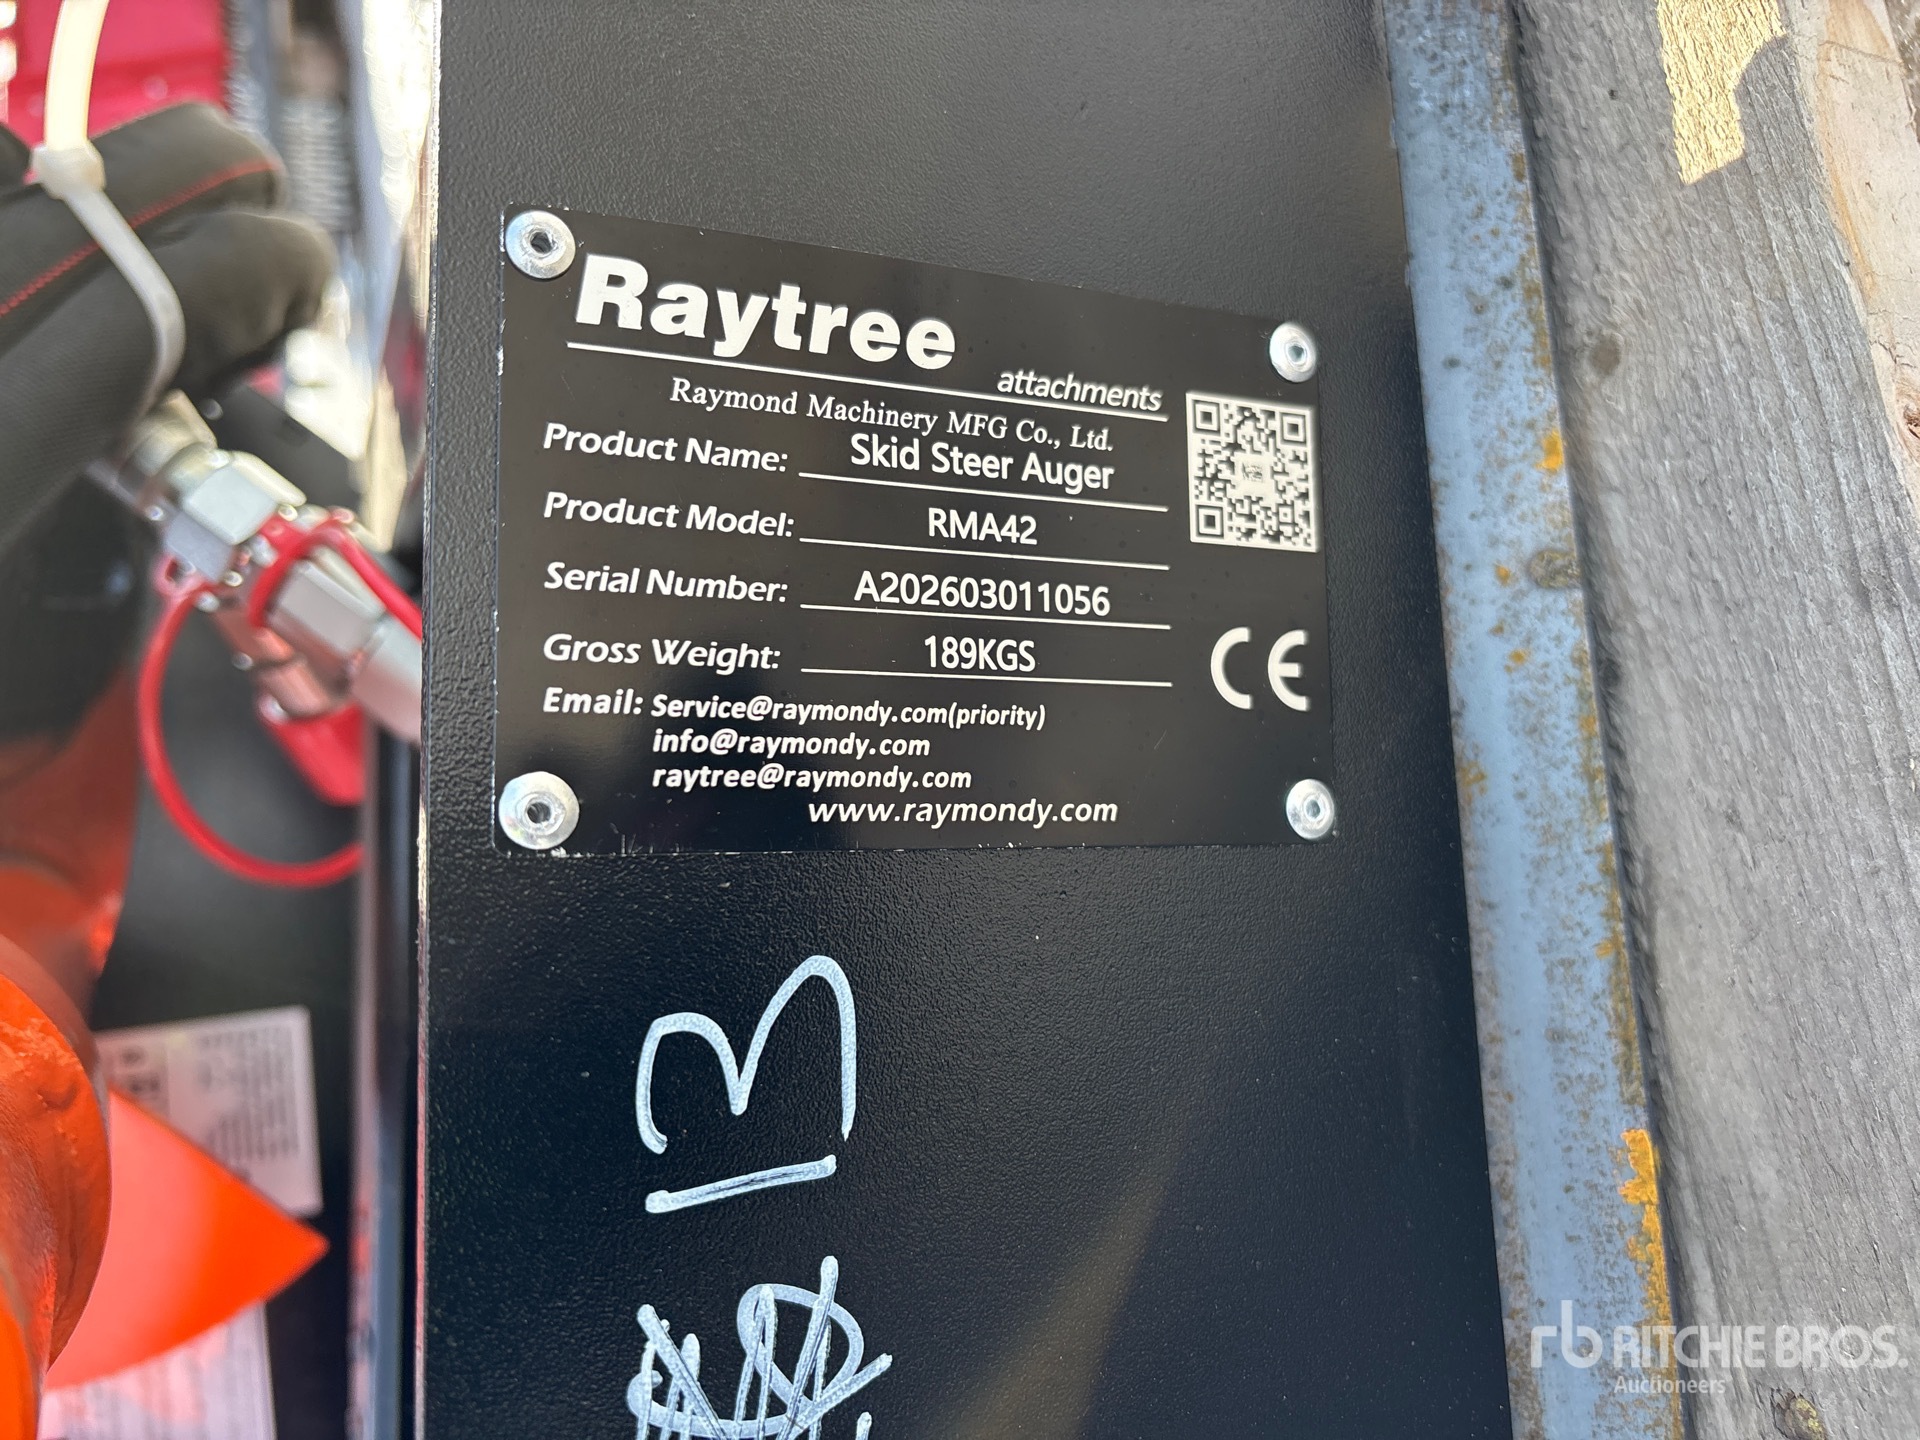 Raytree
attachments
Raymond Machinery MFG Co., Ltd.
Product Name: Skid Steer Auger
Product Model: RMA42
Serial Number: A202603011056
Gross Weight: 189KGS
CE
Email: Service@raymondy.com(priority)
info@raymondy.com
raytree@raymondy.com
www.raymondy.com
rb RITCHIE BROS.
Auctioneers